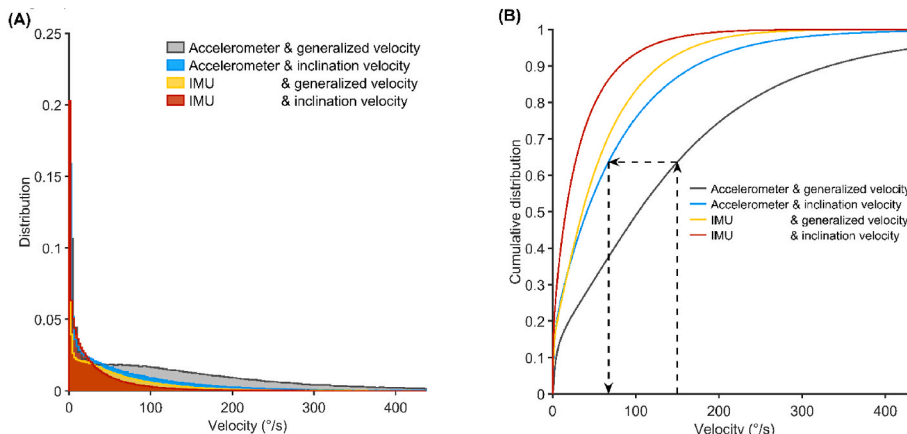 (A)
0.25
0.2
0.15
0.1
0.05
0
Distribution
Accelerometer & generalized velocity
Accelerometer & inclination velocity
IMU & generalized velocity
IMU & inclination velocity
0 100 200 300 400
Velocity (°/s)
(B)
1
0.9
0.8
0.7
0.6
0.5
0.4
0.3
0.2
0.1
0
Cumulative distribution
Accelerometer & generalized velocity
Accelerometer & inclination velocity
IMU & generalized velocity
IMU & inclination velocity
0 100 200 300 400
Velocity (°/s)